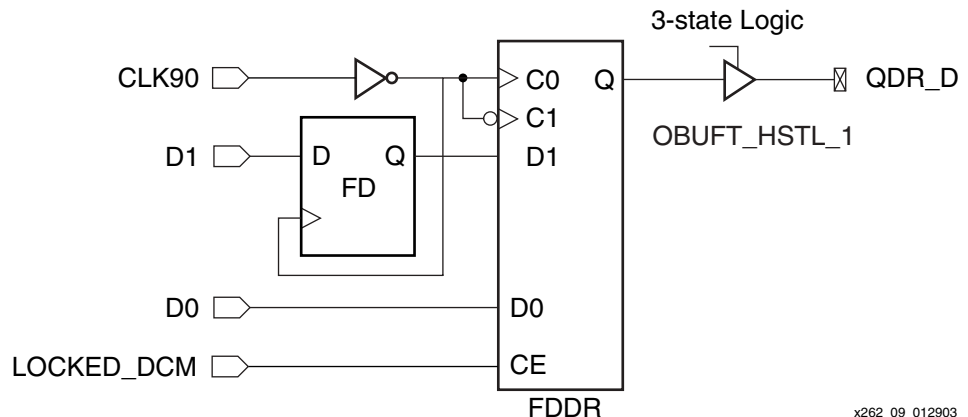 3-state Logic
CLK90
C0
Q
QDR_D
C1
OBUFT_HSTL_1
D1
D
Q
D1
FD
D0
D0
LOCKED_DCM
CE
FDDR
x262_09_012903